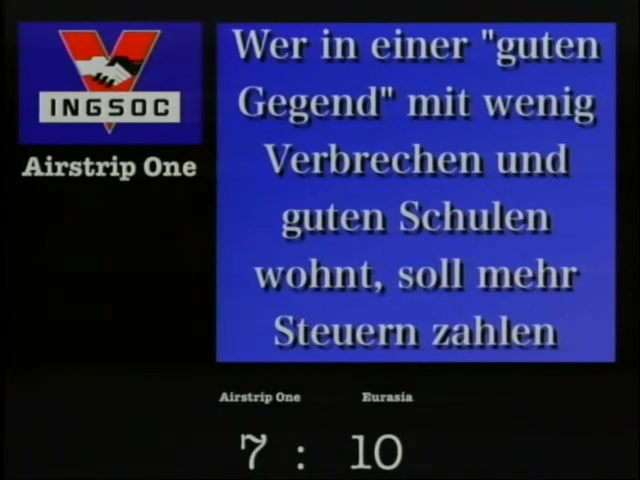 INGSOC
Airstrip One
Wer in einer "guten
Gegend" mit wenig
Verbrechen und
guten Schulen
wohnt, soll mehr
Steuern zahlen
Airstrip One Eurasia
7 : 10